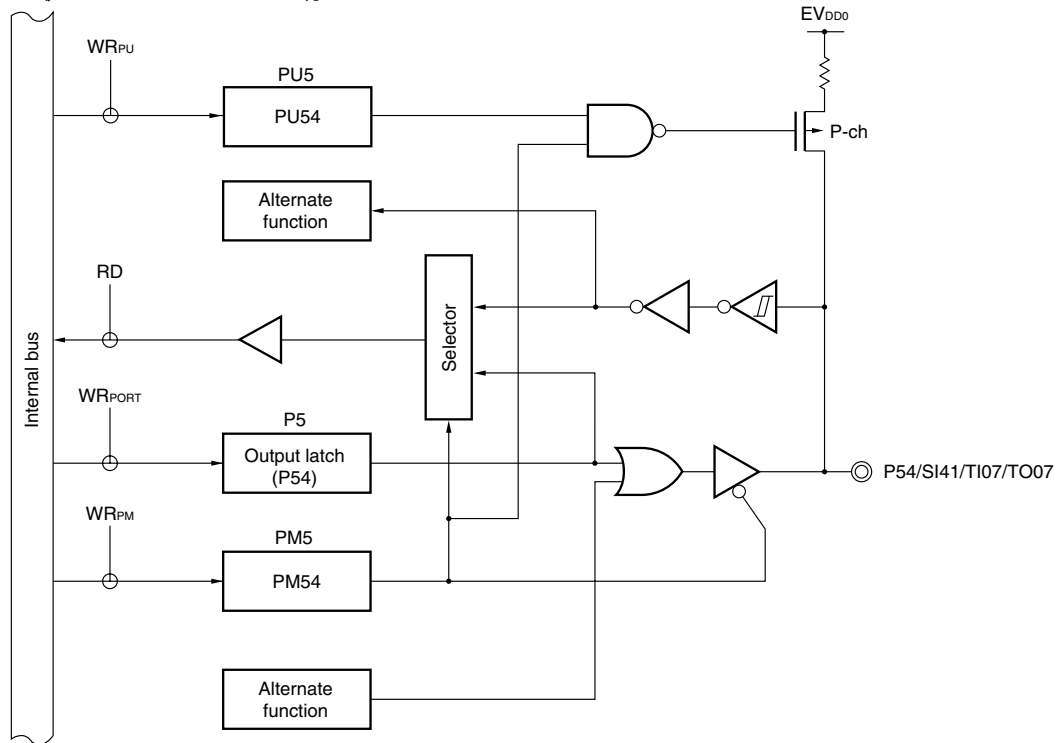 EVDD0
WRPU
PU5
PU54
P-ch
Alternate
function
RD
Selector
Internal bus
WRPORT
P5
Output latch
(P54)
P54/SI41/TI07/TO07
WRPM
PM5
PM54
Alternate
function